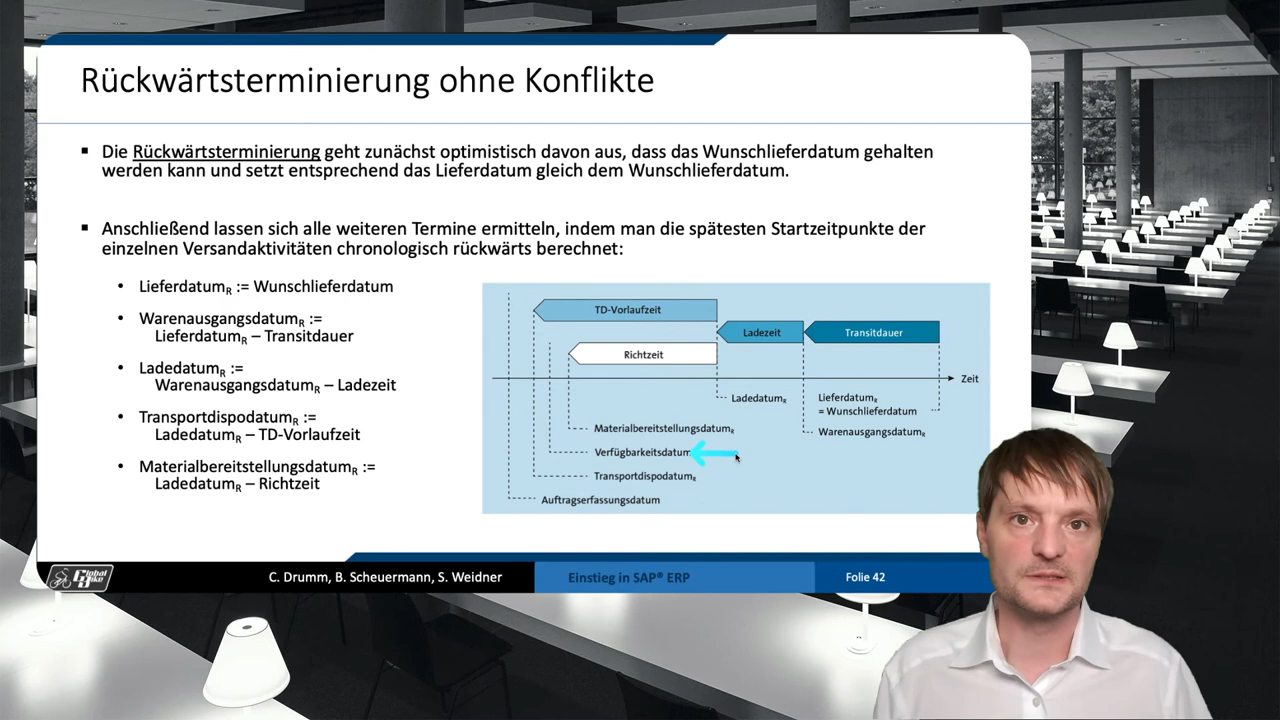 Rückwärtsterminierung ohne Konflikte
Die Rückwärtsterminierung geht zunächst optimistisch davon aus, dass das Wunschlieferdatum gehalten
werden kann und setzt entsprechend das Lieferdatum gleich dem Wunschlieferdatum.
Anschließend lassen sich alle weiteren Termine ermitteln, indem man die spätesten Startzeitpunkte der
einzelnen Versandaktivitäten chronologisch rückwärts berechnet:
Lieferdatum_R := Wunschlieferdatum
Warenausgangsdatum_R :=
Lieferdatum_R – Transitdauer
Ladedatum_R :=
Warenausgangsdatum_R – Ladezeit
Transportdispodatum_R :=
Ladedatum_R – TD-Vorlaufzeit
Materialbereitstellungsdatum_R :=
Ladedatum_R – Richtzeit
TD-Vorlaufzeit
Ladezeit
Transitdauer
Richtzeit
Zeit
Ladedatum_R
Lieferdatum_R
= Wunschlieferdatum
Materialbereitstellungsdatum_R
Warenausgangsdatum_R
Verfügbarkeitsdatum
Transportdispodatum_R
Auftragserfassungsdatum
Global
Bike
C. Drumm, B. Scheuermann, S. Weidner
Einstieg in SAP® ERP
Folie 42